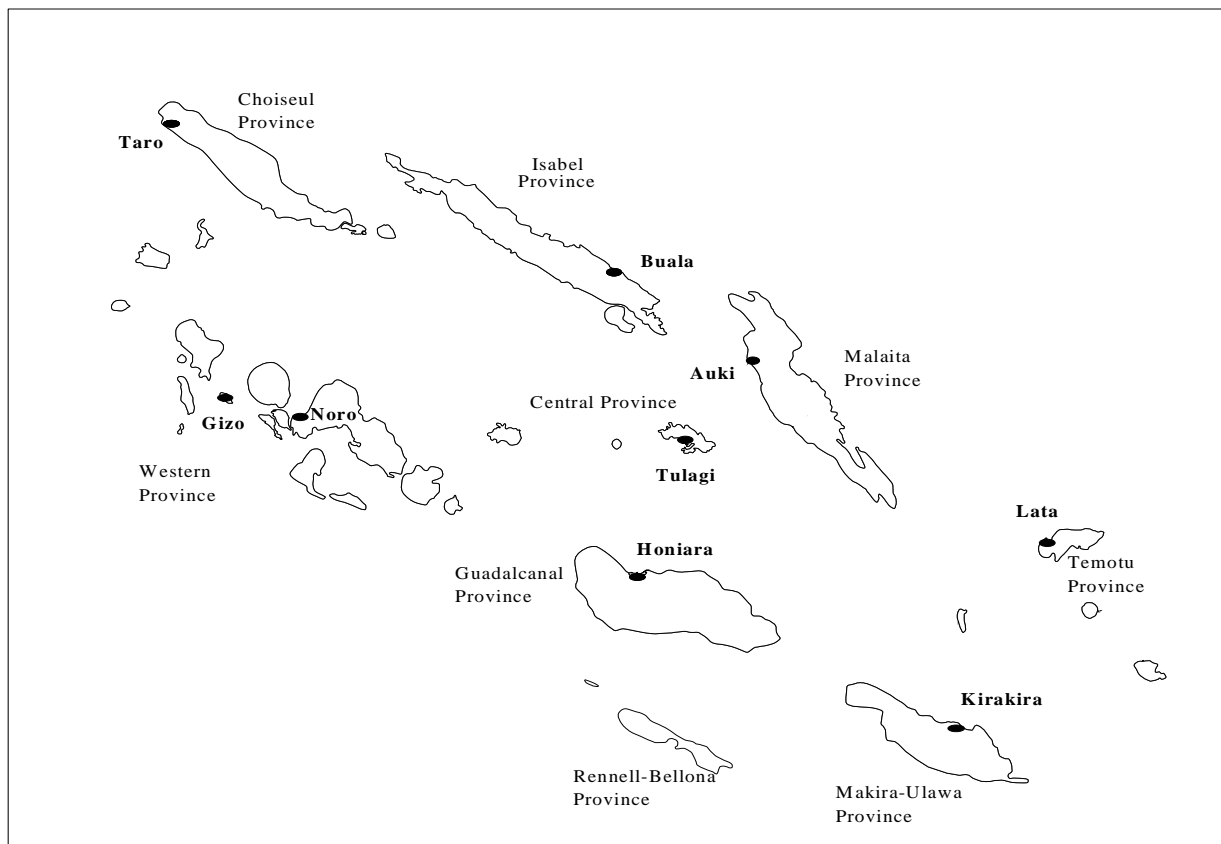 Choiseul
Province
Taro
Isabel
Province
Buala
Auki
Malaita
Province
Central Province
Gizo
Noro
Tulagi
Western
Province
Lata
Temotu
Province
Honiara
Guadalcanal
Province
Kirakira
Rennell-Bellona
Province
Makira-Ulawa
Province